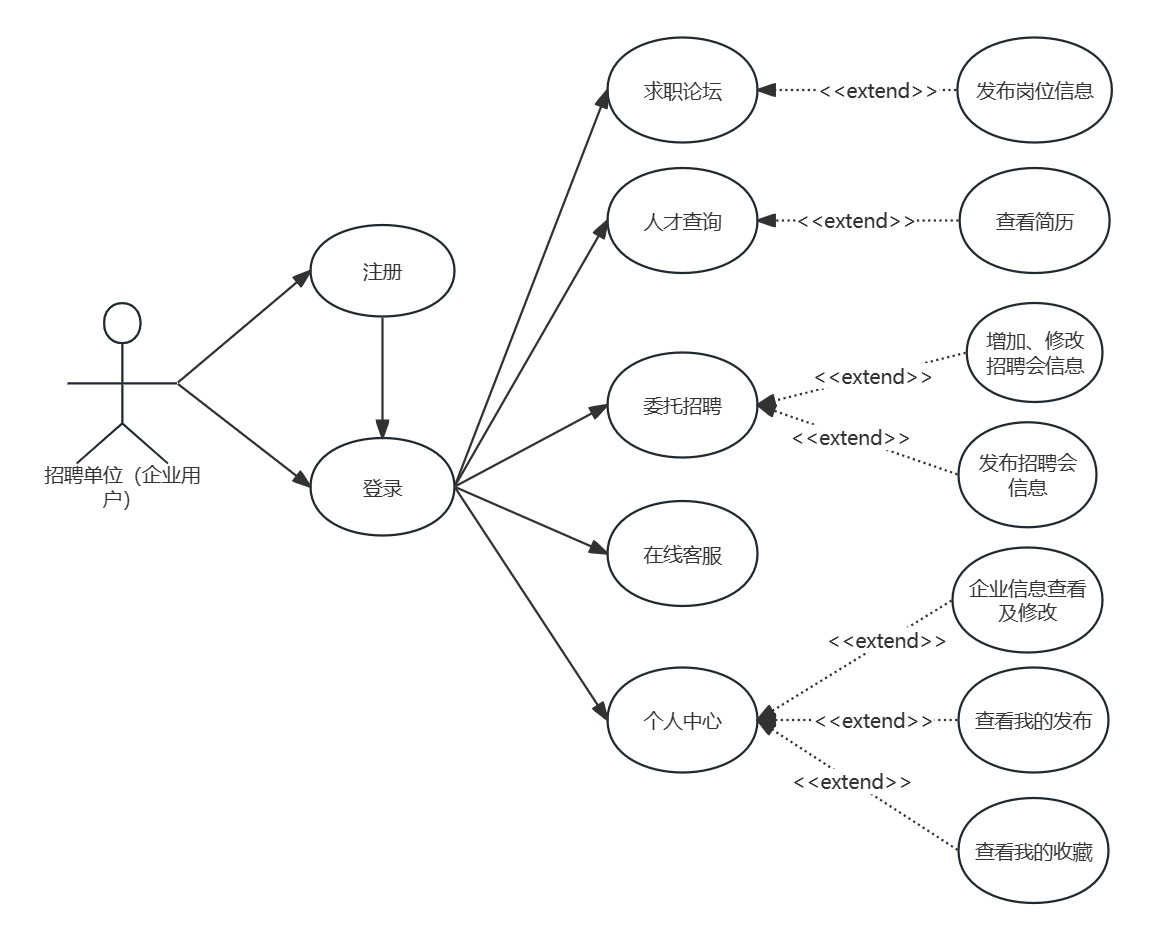 求职论坛
<<extend>>
发布岗位信息
人才查询
<<extend>>
查看简历
注册
招聘单位（企业用
户）
登录
委托招聘
<<extend>>
增加、修改
招聘会信息
<<extend>>
发布招聘会
信息
在线客服
个人中心
<<extend>>
企业信息查看
及修改
<<extend>>
查看我的发布
<<extend>>
查看我的收藏